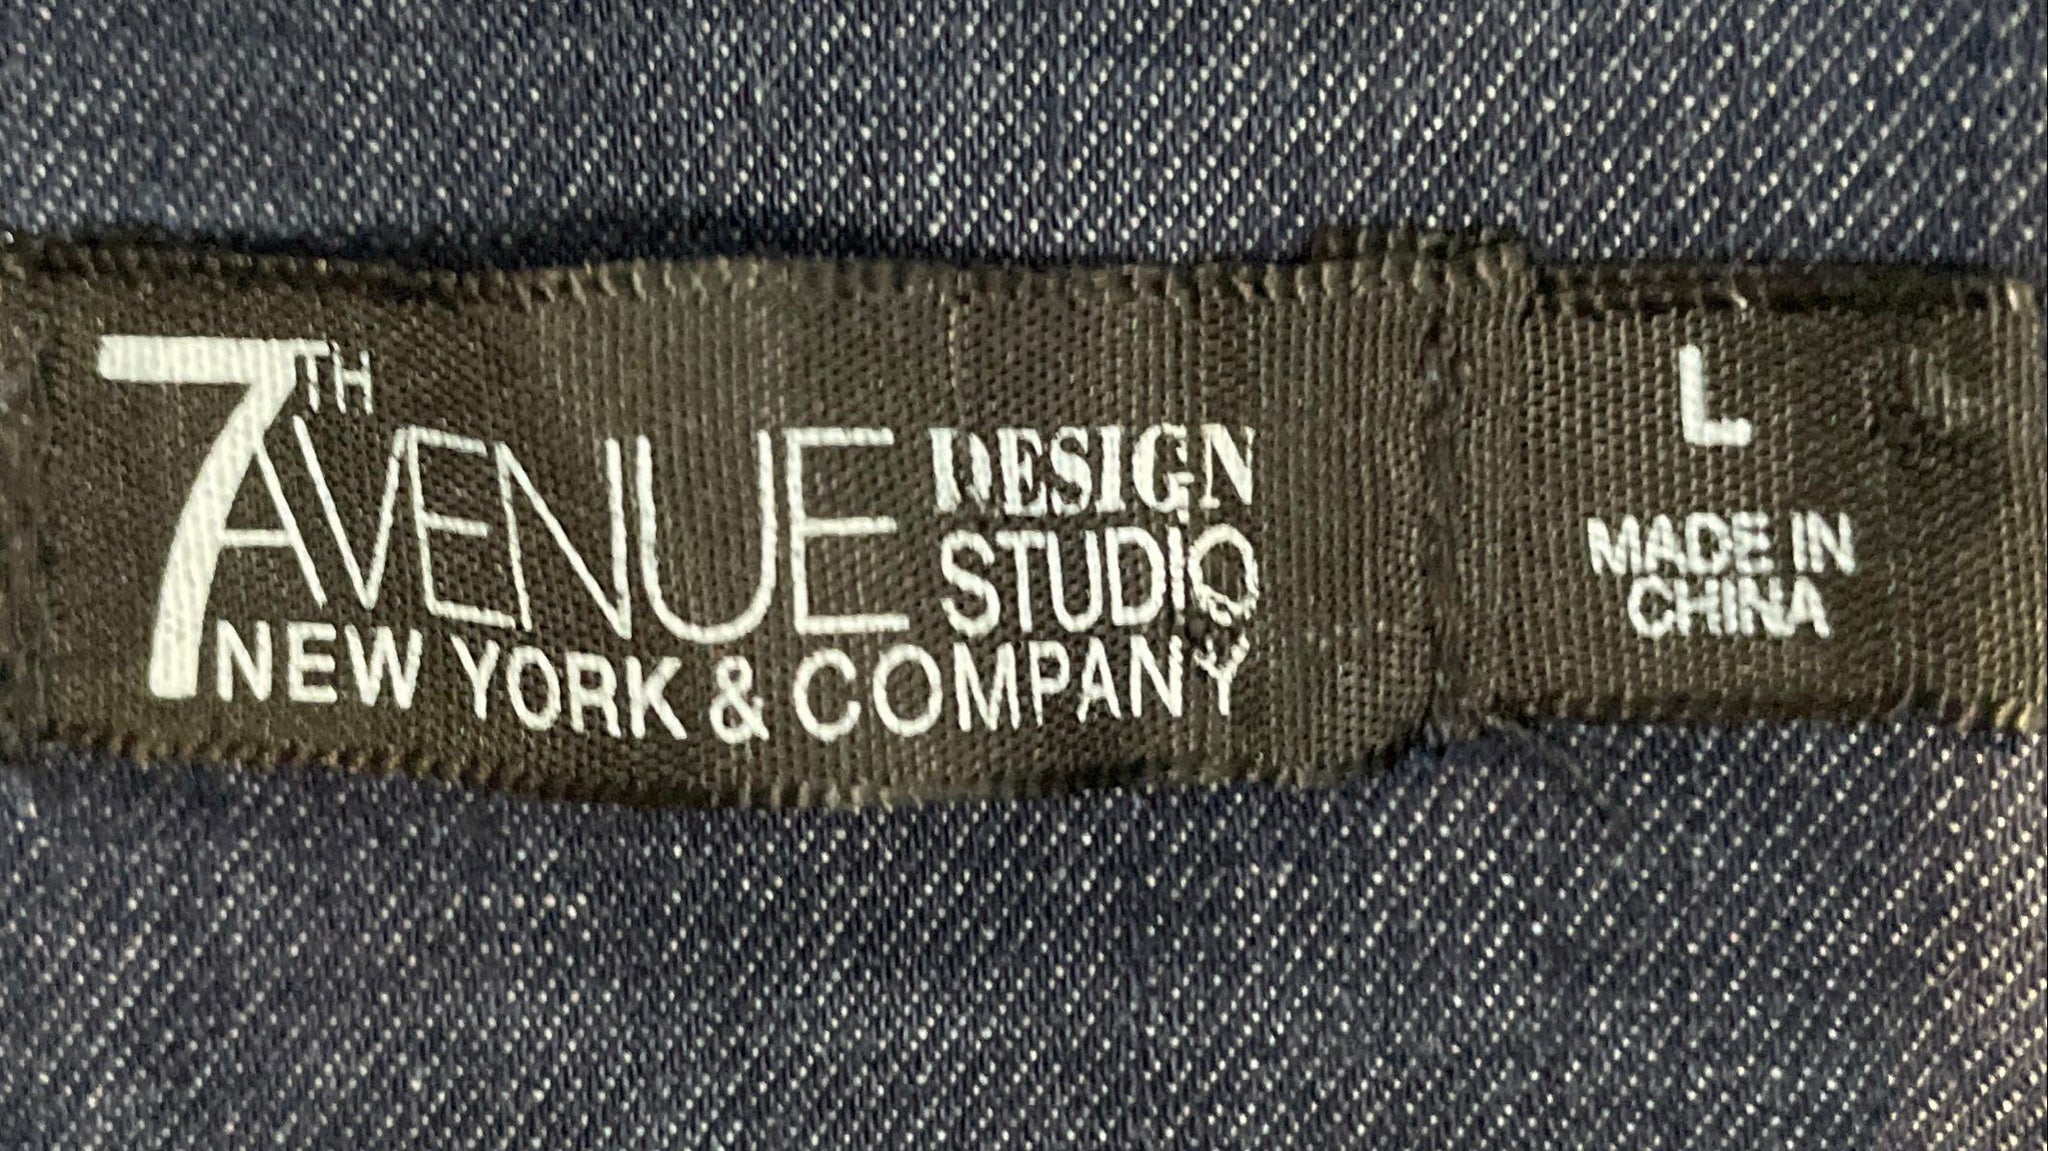 7TH AVENUE DESIGN STUDIO
NEW YORK & COMPANY
L
MADE IN
CHINA